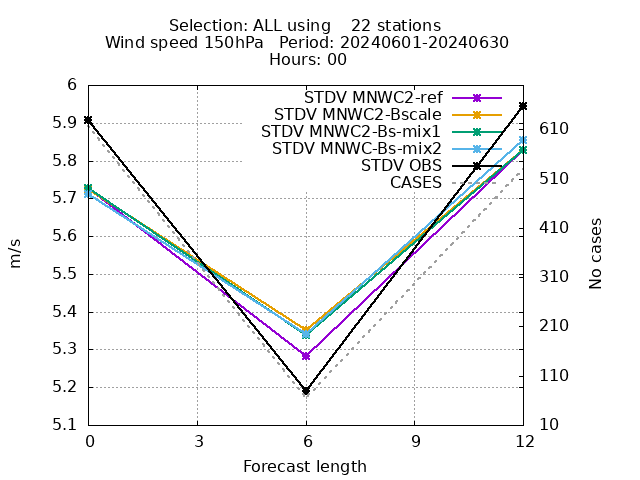 Selection: ALL using    22 stations
Wind speed 150hPa   Period: 20240601-20240630
Hours: 00
STDV MNWC2-ref
STDV MNWC2-Bscale
STDV MNWC2-Bs-mix1
STDV MNWC-Bs-mix2
STDV OBS
CASES
6
5.9
5.8
5.7
5.6
5.5
5.4
5.3
5.2
5.1
m/s
610
510
410
310
210
110
10
No cases
0 3 6 9 12
Forecast length